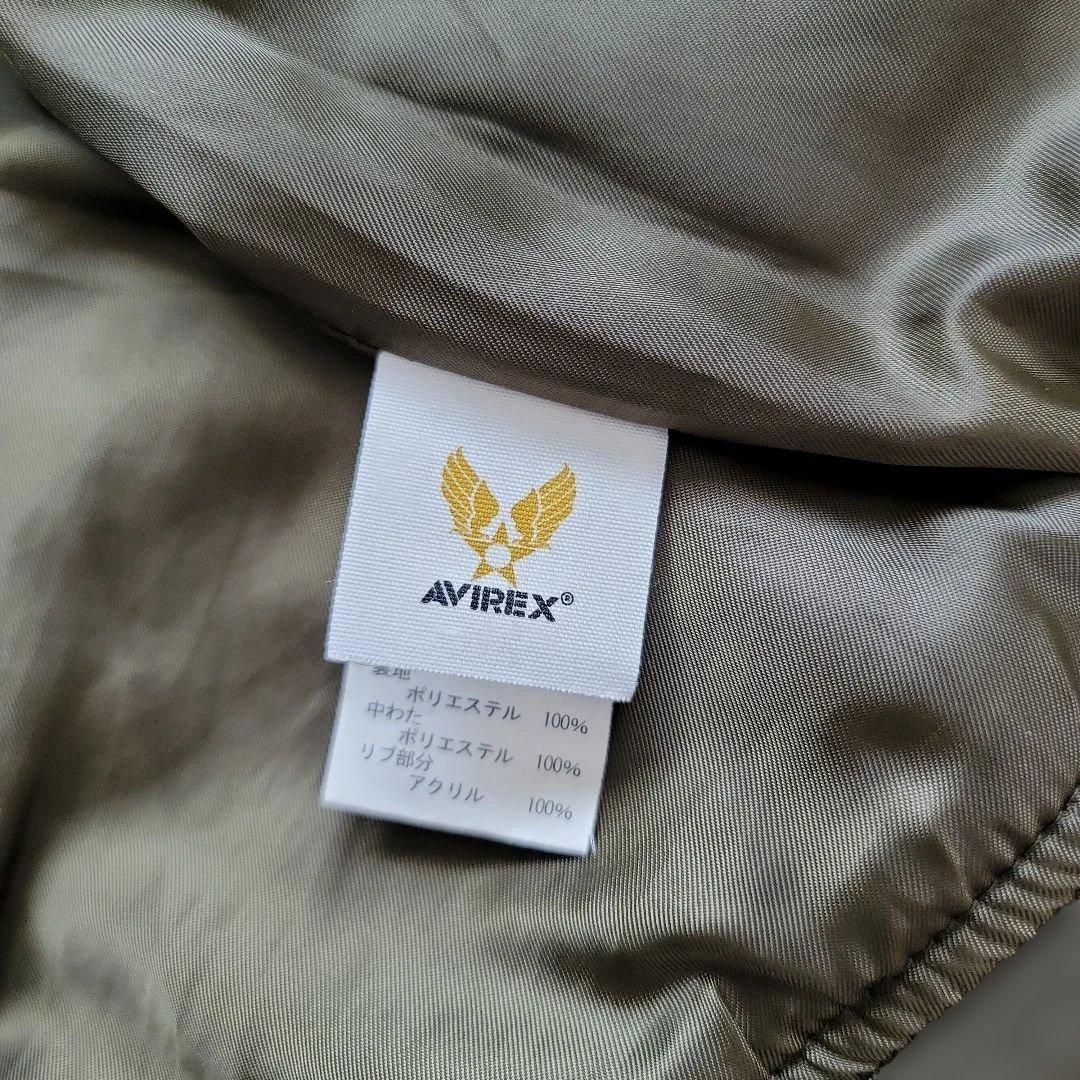 AVIREX®
裏地
ポリエステル 100%
中わた
ポリエステル 100%
リブ部分
アクリル 100%